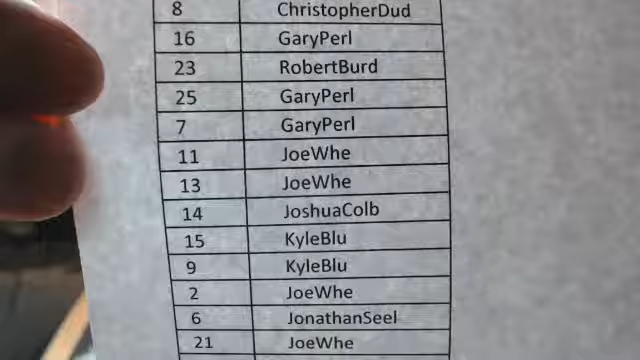 8 ChristopherDud
16 GaryPerl
23 RobertBurd
25 GaryPerl
7 GaryPerl
11 JoeWhe
13 JoeWhe
14 JoshuaColb
15 KyleBlu
9 KyleBlu
2 JoeWhe
6 JonathanSeel
21 JoeWhe